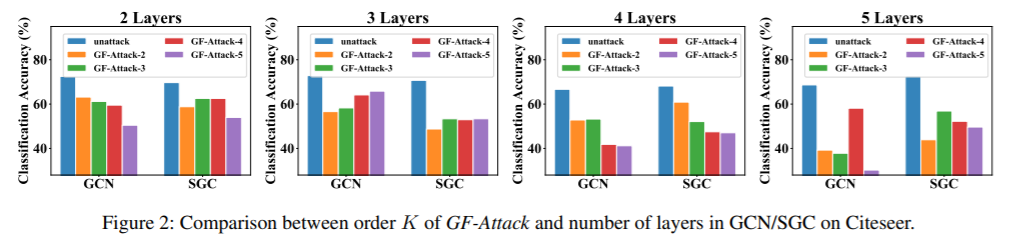 2 Layers
Classification Accuracy (%)
80
60
40
unattack
GF-Attack-2
GF-Attack-3
GF-Attack-4
GF-Attack-5
GCN
SGC
3 Layers
Classification Accuracy (%)
80
60
40
unattack
GF-Attack-2
GF-Attack-3
GF-Attack-4
GF-Attack-5
GCN
SGC
4 Layers
Classification Accuracy (%)
80
60
40
unattack
GF-Attack-2
GF-Attack-3
GF-Attack-4
GF-Attack-5
GCN
SGC
5 Layers
Classification Accuracy (%)
80
60
40
unattack
GF-Attack-2
GF-Attack-3
GF-Attack-4
GF-Attack-5
GCN
SGC
Figure 2: Comparison between order K of GF-Attack and number of layers in GCN/SGC on Citeseer.